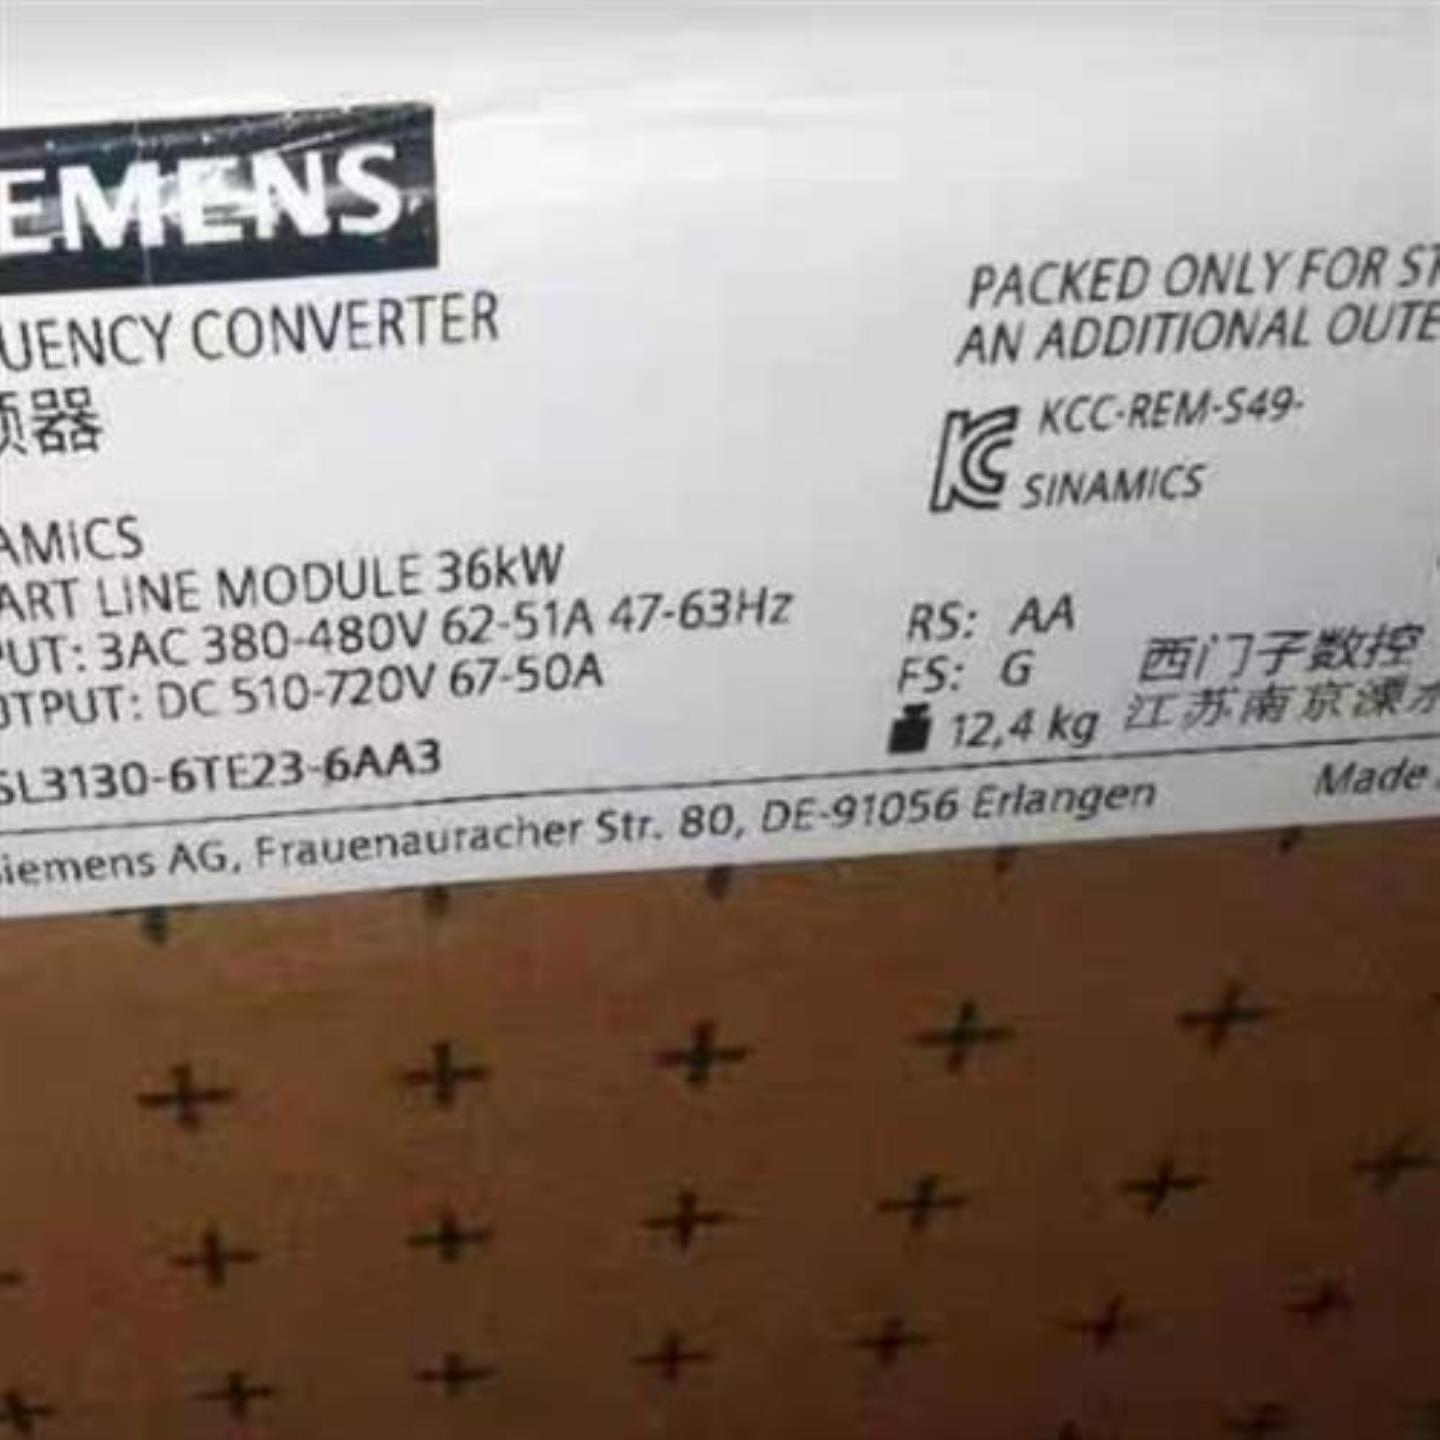 EMENS
UENCY CONVERTER
频器
AMICS
ART LINE MODULE 36kW
PUT: 3AC 380-480V 62-51A 47-63Hz
UTPUT: DC 510-720V 67-50A
SL3130-6TE23-6AA3
Siemens AG, Frauenauracher Str. 80, DE-91056 Erlangen
PACKED ONLY FOR ST
AN ADDITIONAL OUTE
KCC-REM-S49-
SINAMICS
RS: AA
FS: G
12,4 kg
西门子数控
江苏南京溧水
Made